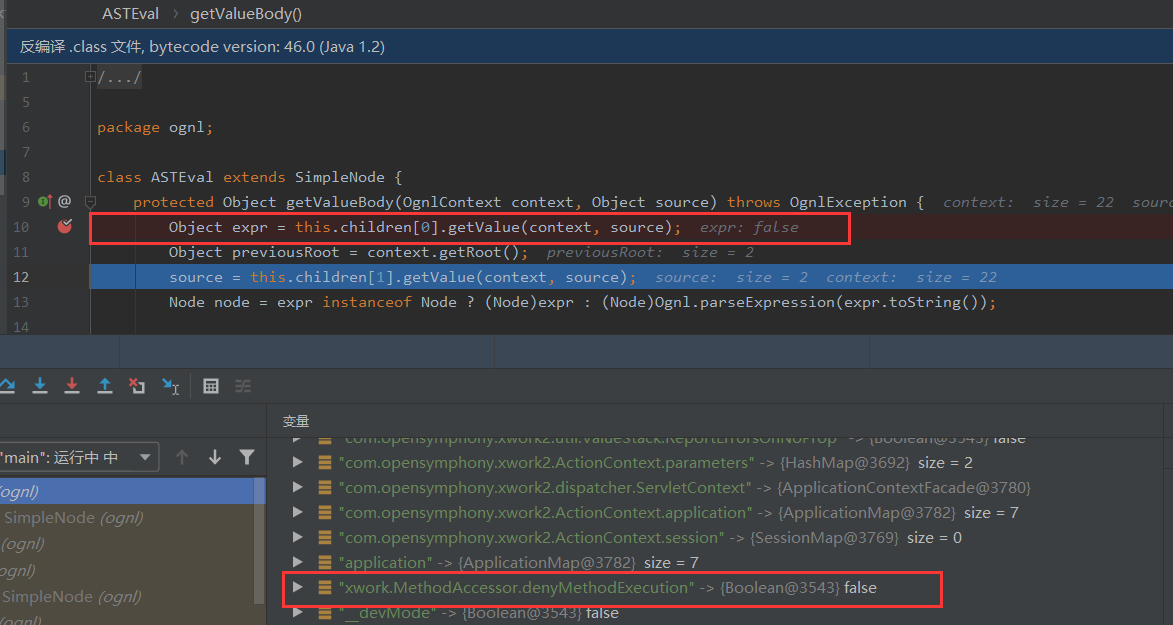 ASTEval › getValueBody()
反编译 .class 文件, bytecode version: 46.0 (Java 1.2)
1 /.../
5
6 package ognl;
7
8 class ASTEval extends SimpleNode {
9 protected Object getValueBody(OgnlContext context, Object source) throws OgnlException { context: size = 22 sourc
10 Object expr = this.children[0].getValue(context, source); expr: false
11 Object previousRoot = context.getRoot(); previousRoot: size = 2
12 source = this.children[1].getValue(context, source); source: size = 2 context: size = 22
13 Node node = expr instanceof Node ? (Node)expr : (Node)Ognl.parseExpression(expr.toString());
14
变量
"com.opensymphony.xwork2.util.ValueStack.ReportErrorsOnNoProp" -> {Boolean@3543} false
"main": 运行中 中
"com.opensymphony.xwork2.ActionContext.parameters" -> {HashMap@3692} size = 2
(ognl)
"com.opensymphony.xwork2.dispatcher.ServletContext" -> {ApplicationContextFacade@3780}
SimpleNode (ognl)
"com.opensymphony.xwork2.ActionContext.application" -> {ApplicationMap@3782} size = 7
(ognl)
"com.opensymphony.xwork2.ActionContext.session" -> {SessionMap@3769} size = 0
ognl)
"application" -> {ApplicationMap@3782} size = 7
SimpleNode (ognl)
"xwork.MethodAccessor.denyMethodExecution" -> {Boolean@3543} false
ognl)
"__devMode" -> {Boolean@3543} false